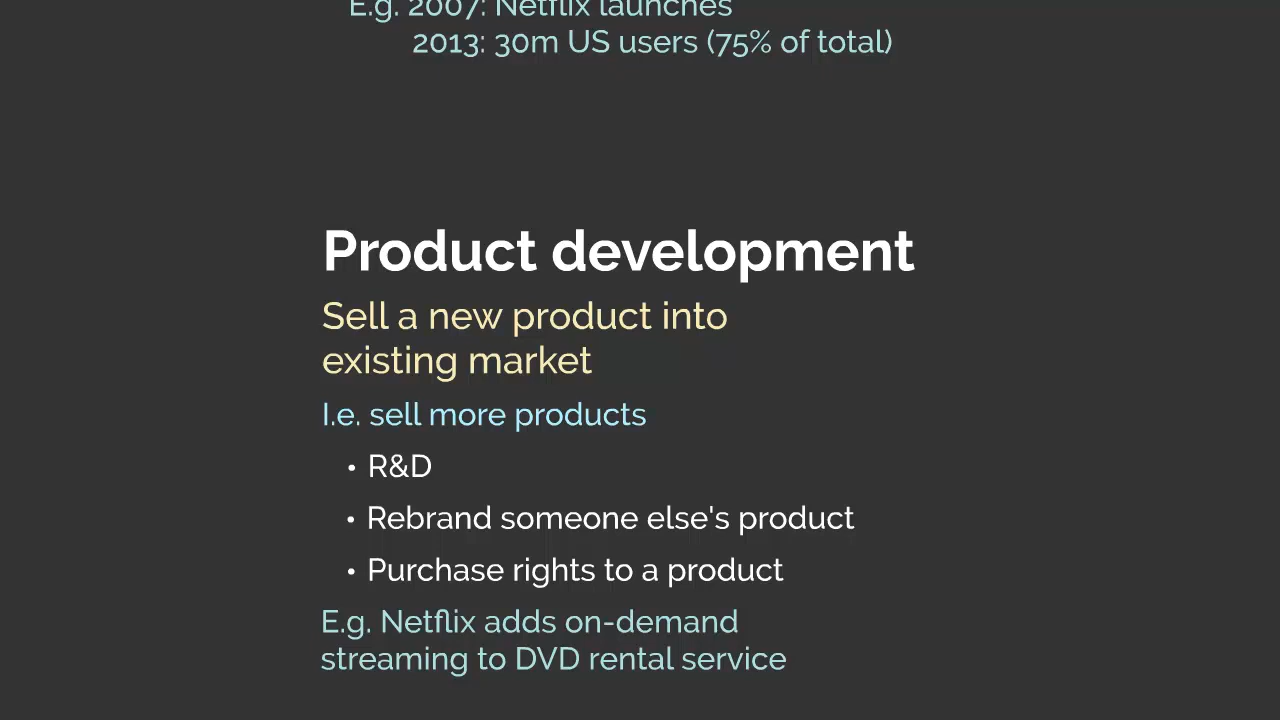 E.g. 2007: Netflix launches
2013: 30m US users (75% of total)
Product development
Sell a new product into
existing market
I.e. sell more products
• R&D
• Rebrand someone else's product
• Purchase rights to a product
E.g. Netflix adds on-demand
streaming to DVD rental service